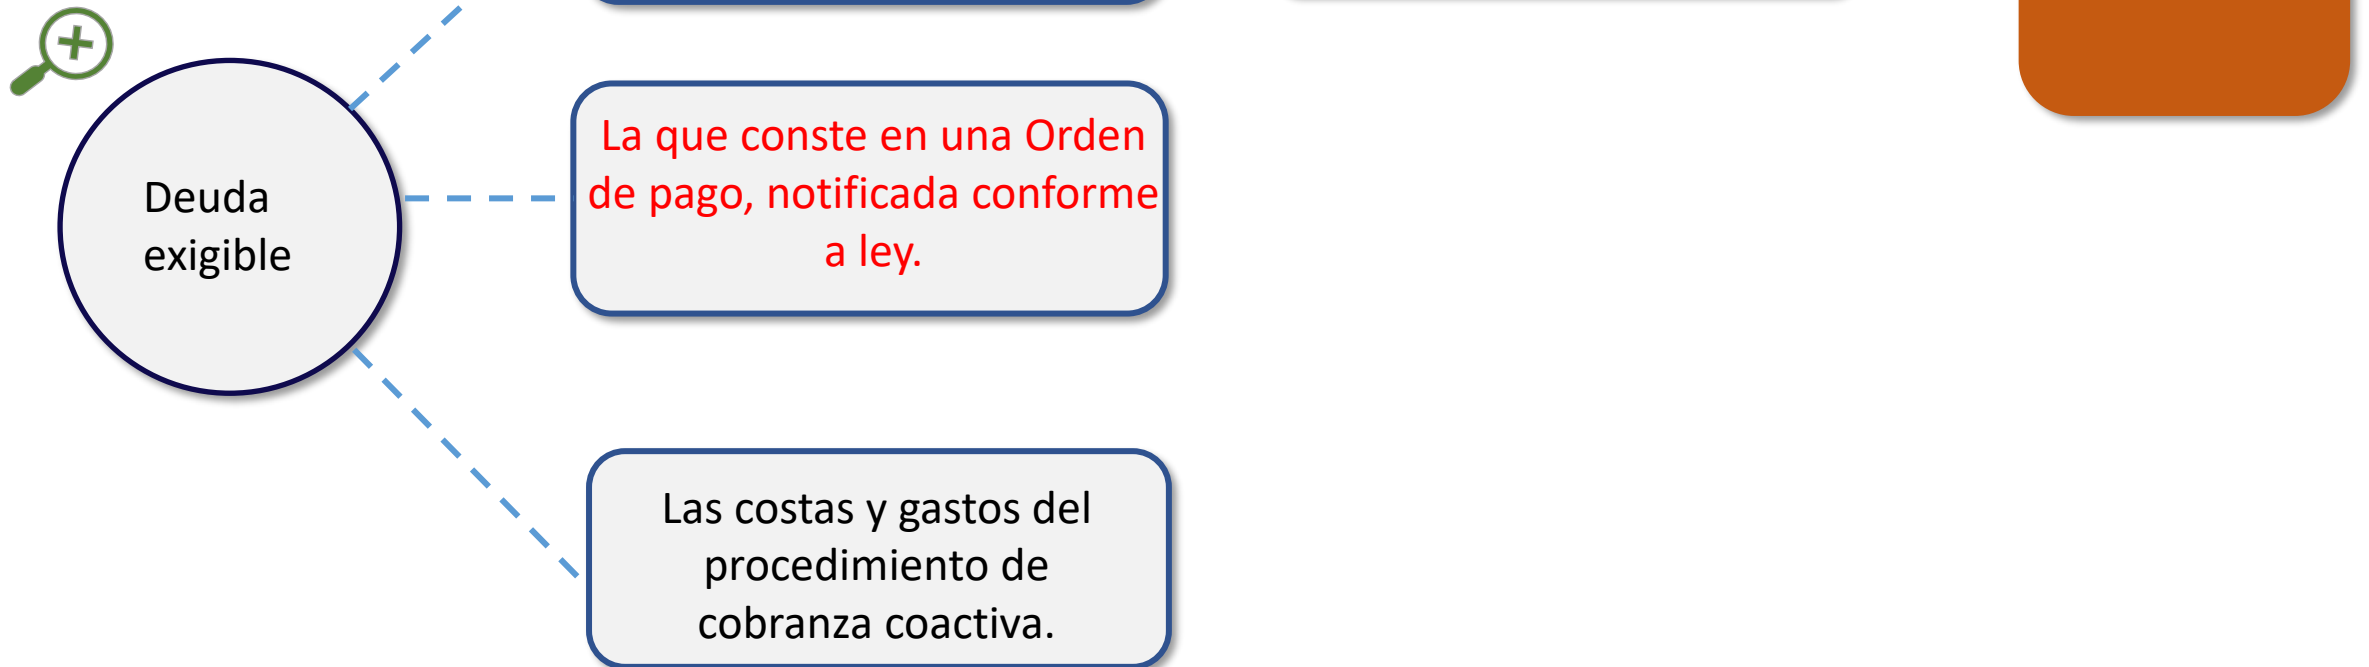 Deuda
exigible
La que conste en una Orden
de pago, notificada conforme
a ley.
Las costas y gastos del
procedimiento de
cobranza coactiva.